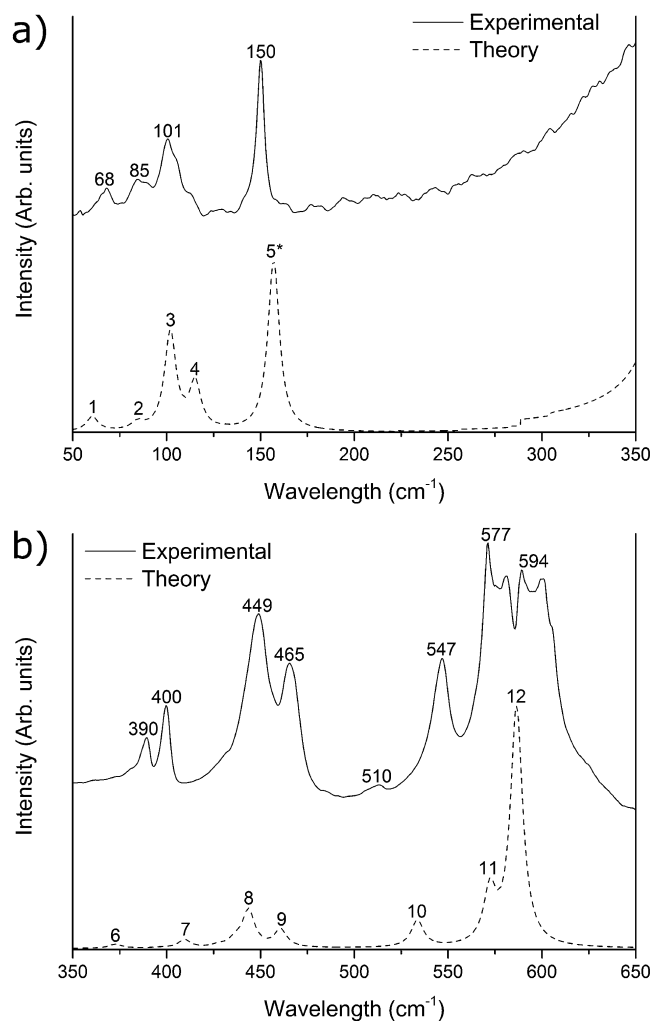 a)
Experimental
Theory
150
101
68
85
5*
3
4
1
2
Intensity (Arb. units)
50 100 150 200 250 300 350
Wavelength (cm-1)
b)
Experimental
Theory
577
594
449
547
465
400
390
510
12
11
10
8
9
7
6
Intensity (Arb. units)
350 400 450 500 550 600 650
Wavelength (cm-1)